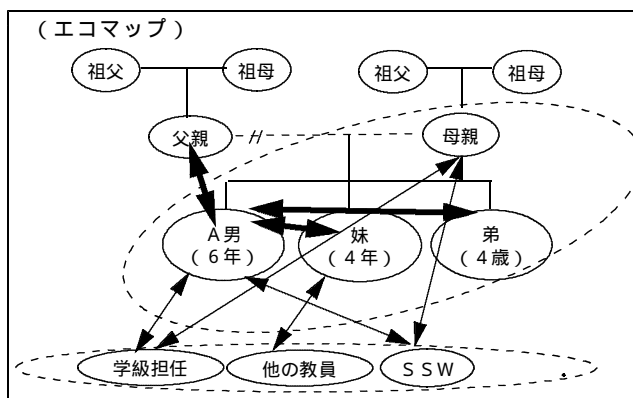 （エコマップ）
祖父 祖母 祖父 祖母
父親 母親
Ａ男 妹 弟
（６年） （４年） （４歳）
学級担任 他の教員 ＳＳＷ